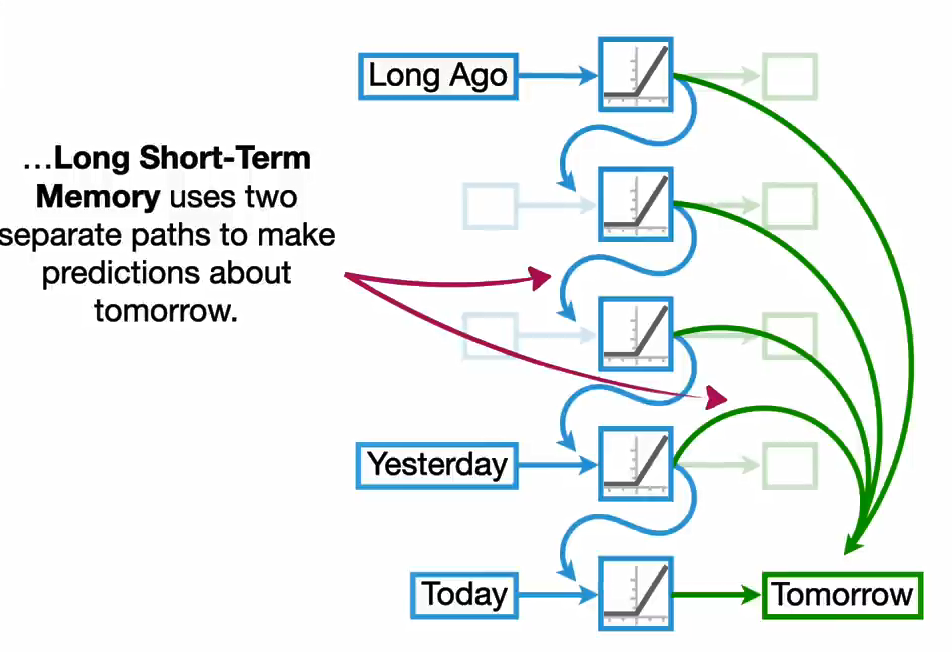 Long Ago
...Long Short-Term
Memory uses two
separate paths to make
predictions about
tomorrow.
Yesterday
Today
Tomorrow